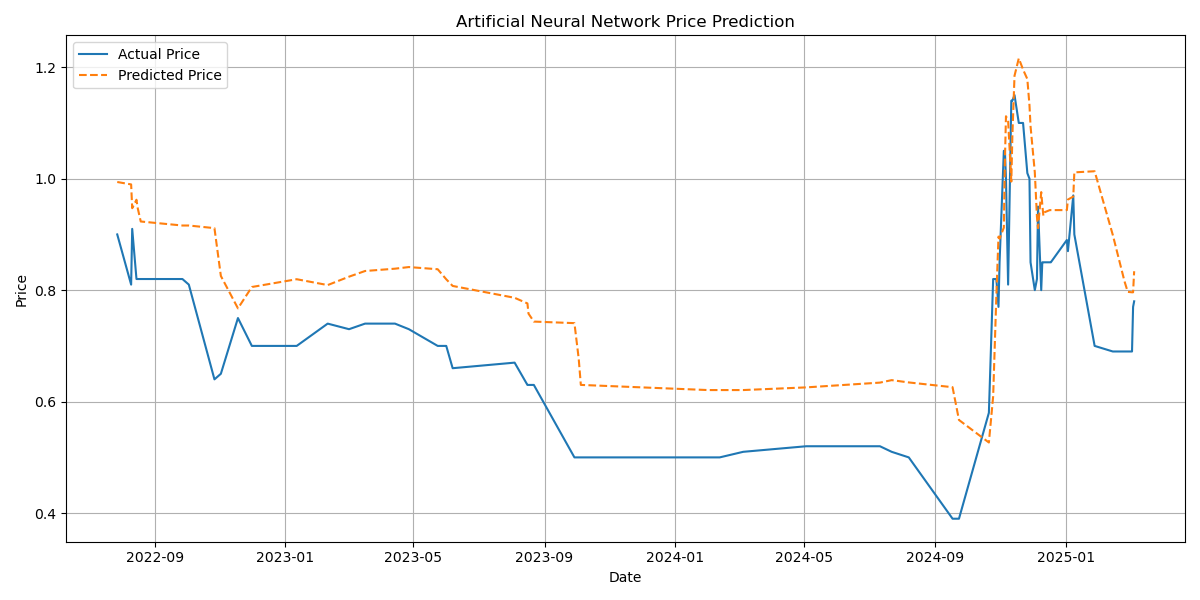 Artificial Neural Network Price Prediction
Actual Price
Predicted Price
1.2
1.0
0.8
0.6
0.4
Price
2022-09
2023-01
2023-05
2023-09
2024-01
2024-05
2024-09
2025-01
Date